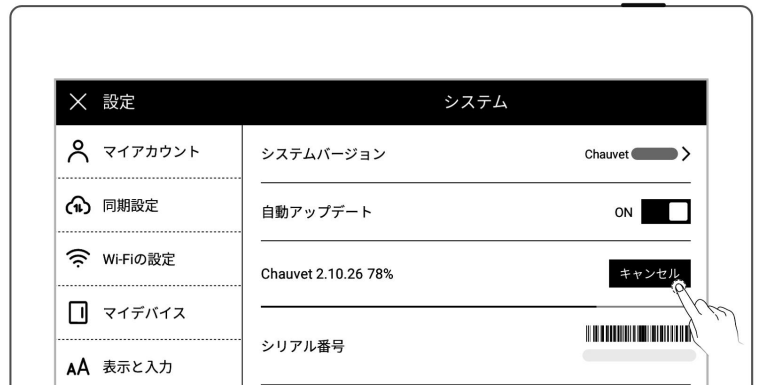 設定
システム
マイアカウント
同期設定
Wi-Fiの設定
マイデバイス
表示と入力
システムバージョン
Chauvet
自動アップデート
ON
Chauvet 2.10.26 78%
キャンセル
シリアル番号